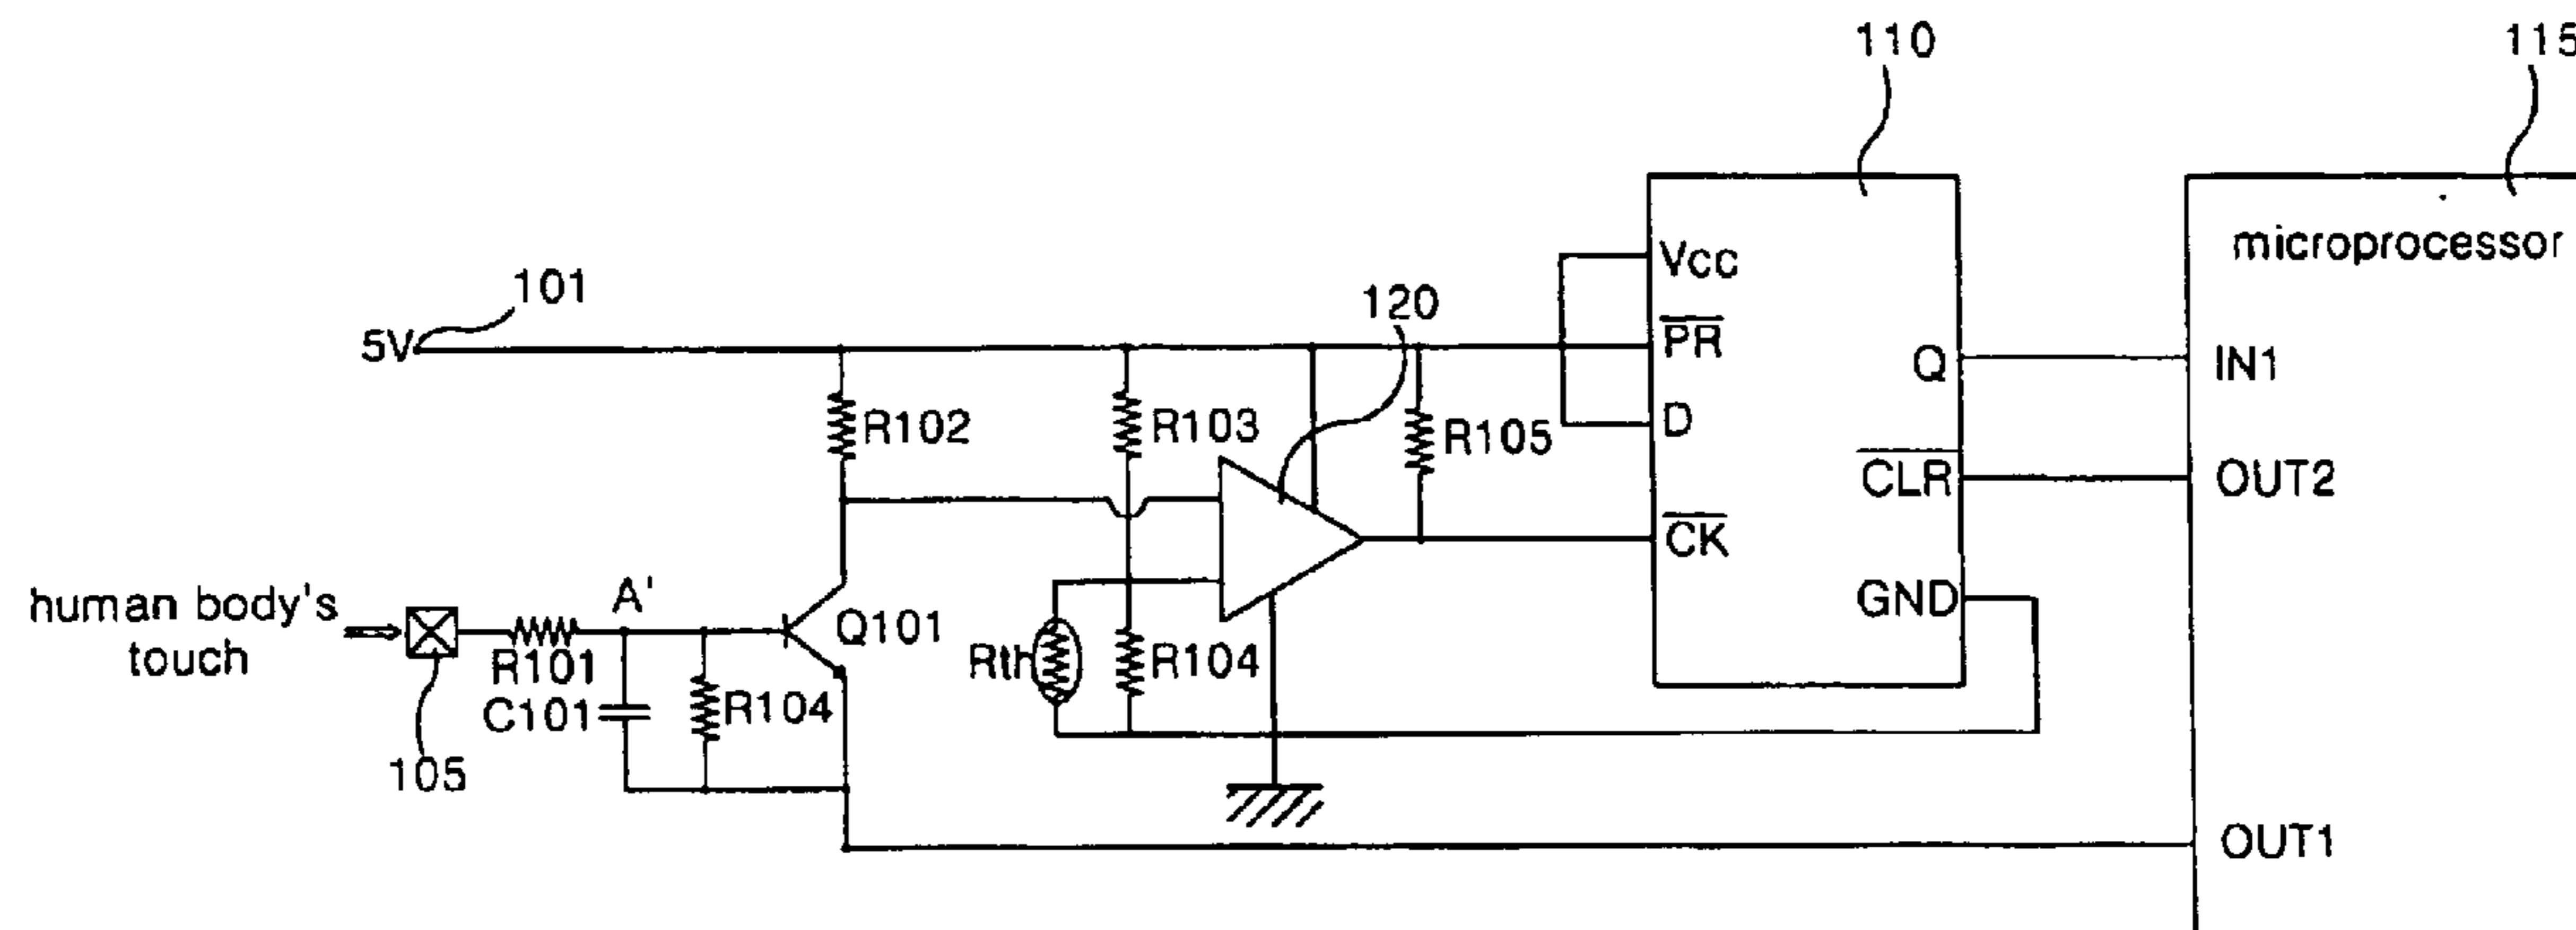 110
115
microprocessor
101
5V
120
Vcc
PR
D
CK
Q
CLR
GND
IN1
OUT2
OUT1
R102
R103
R105
human body's
touch
A'
R101
C101
R104
Q101
Rth
R104
105